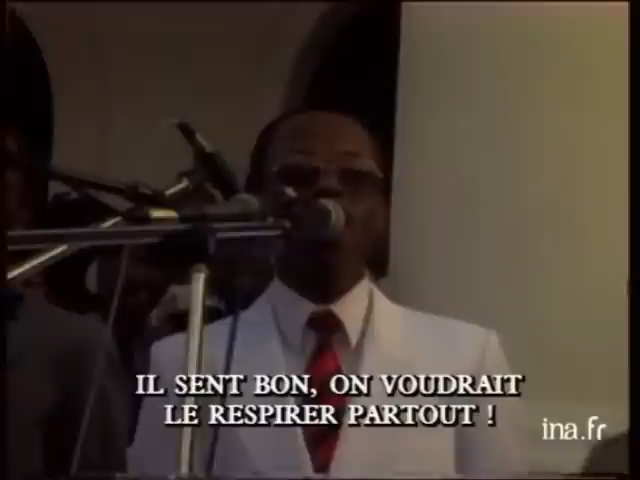 IL SENT BON, ON VOUDRAIT
LE RESPIRER PARTOUT !
ina.fr